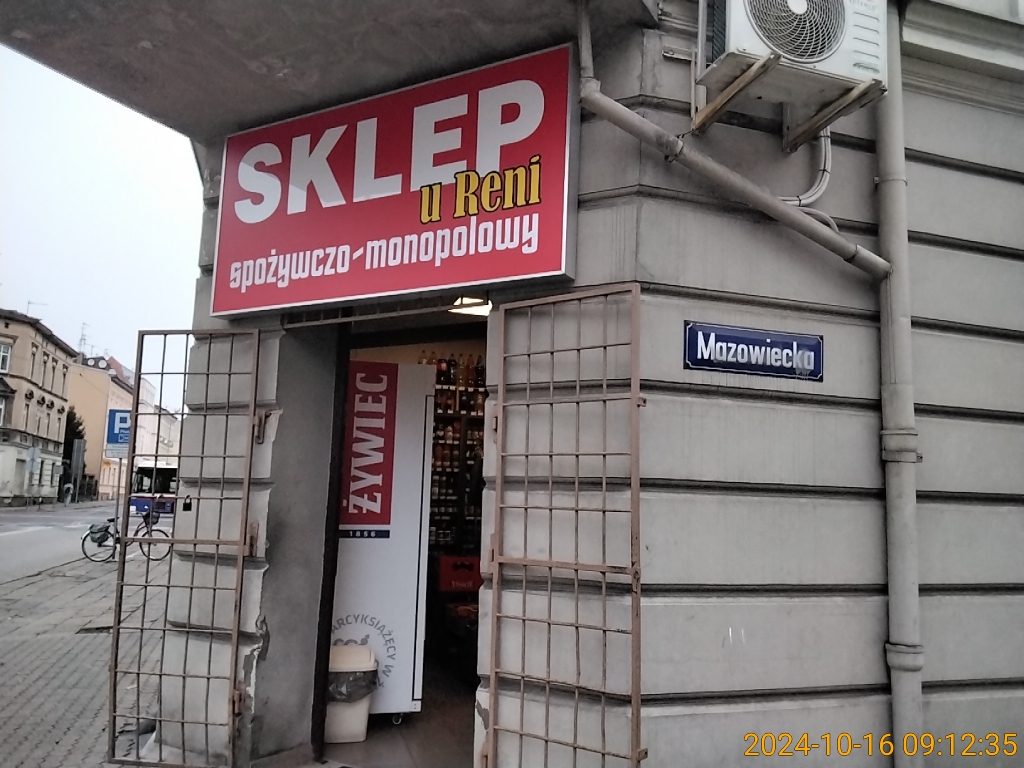 SKLEP
u Reni
spożywczo-monopolowy
Mazowiecka
ŻYWIEC
1856
P
2024-10-16 09:12:35